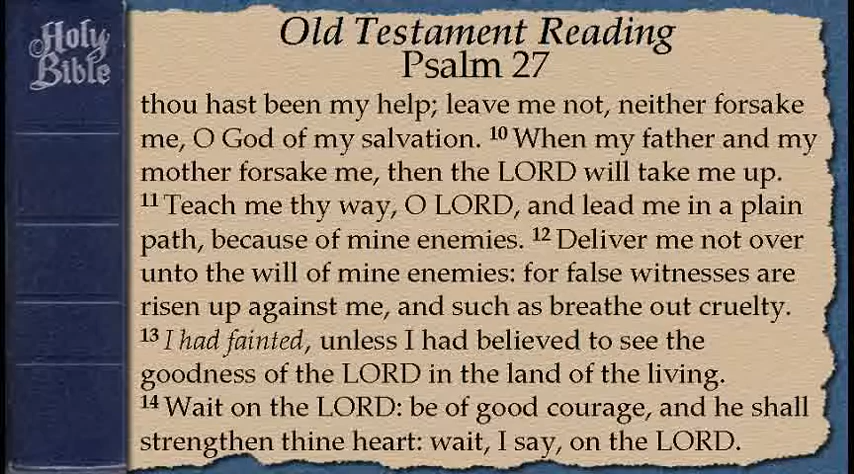 Holy
Bible
Old Testament Reading
Psalm 27
thou hast been my help; leave me not, neither forsake
me, O God of my salvation. 10 When my father and my
mother forsake me, then the LORD will take me up.
11 Teach me thy way, O LORD, and lead me in a plain
path, because of mine enemies. 12 Deliver me not over
unto the will of mine enemies: for false witnesses are
risen up against me, and such as breathe out cruelty.
13 I had fainted, unless I had believed to see the
goodness of the LORD in the land of the living.
14 Wait on the LORD: be of good courage, and he shall
strengthen thine heart: wait, I say, on the LORD.